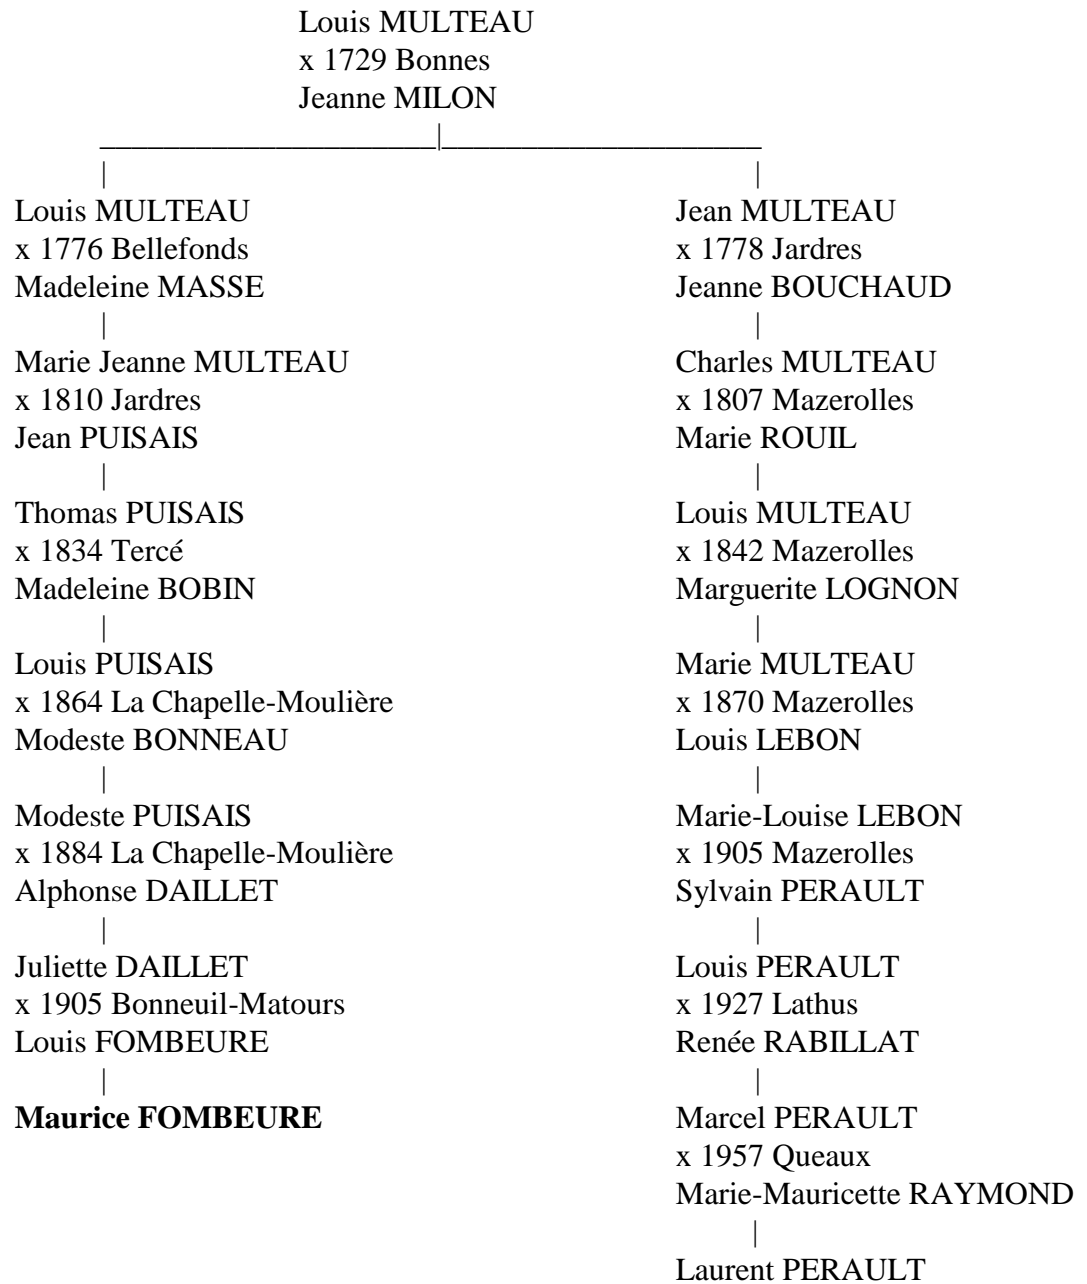 Louis MULTEAU
x 1729 Bonnes
Jeanne MILON
Louis MULTEAU
x 1776 Bellefonds
Madeleine MASSE
Marie Jeanne MULTEAU
x 1810 Jardres
Jean PUISAIS
Thomas PUISAIS
x 1834 Tercé
Madeleine BOBIN
Louis PUISAIS
x 1864 La Chapelle-Moulière
Modeste BONNEAU
Modeste PUISAIS
x 1884 La Chapelle-Moulière
Alphonse DAILLET
Juliette DAILLET
x 1905 Bonneuil-Matours
Louis FOMBEURE
Maurice FOMBEURE
Jean MULTEAU
x 1778 Jardres
Jeanne BOUCHAUD
Charles MULTEAU
x 1807 Mazerolles
Marie ROUIL
Louis MULTEAU
x 1842 Mazerolles
Marguerite LOGNON
Marie MULTEAU
x 1870 Mazerolles
Louis LEBON
Marie-Louise LEBON
x 1905 Mazerolles
Sylvain PERAULT
Louis PERAULT
x 1927 Lathus
Renée RABILLAT
Marcel PERAULT
x 1957 Queaux
Marie-Mauricette RAYMOND
Laurent PERAULT